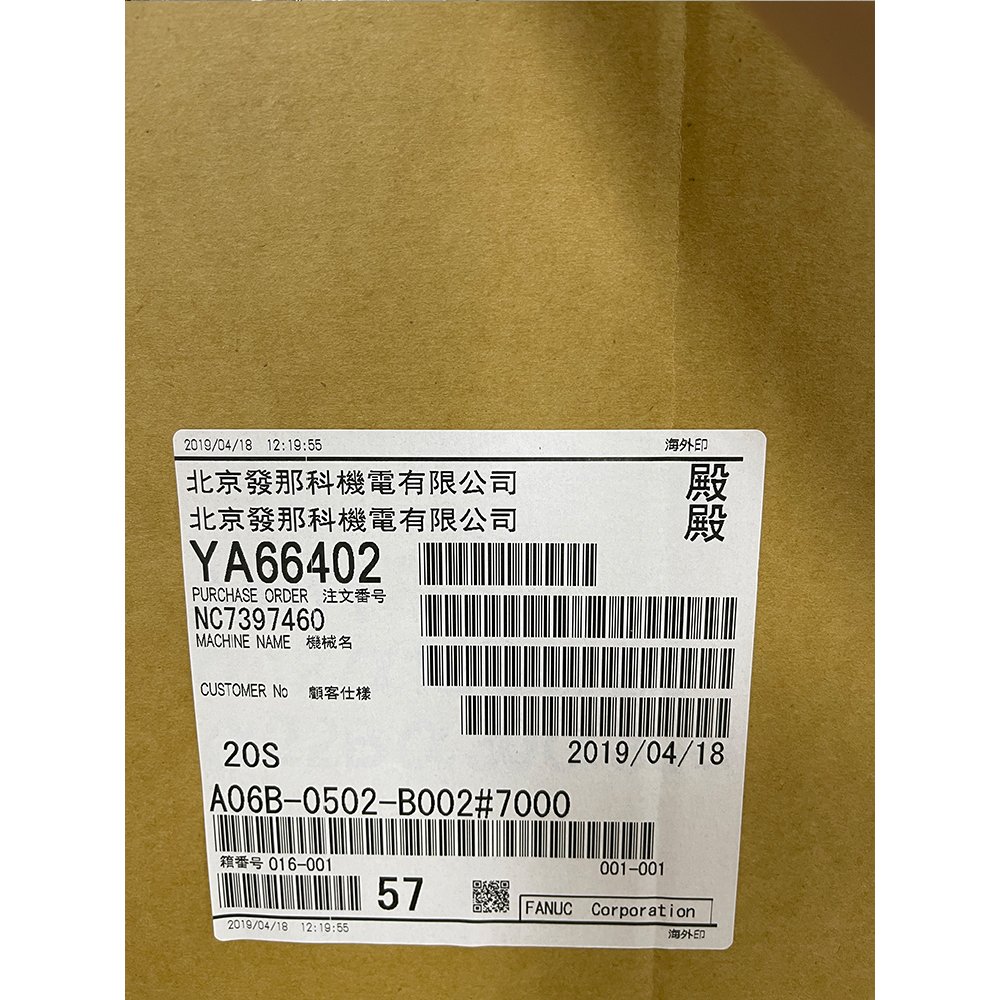 2019/04/18 12:19:55 海外印
北京發那科機電有限公司 殿
北京發那科機電有限公司 殿
YA66402
PURCHASE ORDER 注文番号
NC7397460
MACHINE NAME 機械名
CUSTOMER No 顧客仕様
20S 2019/04/18
A06B-0502-B002#7000
箱番号 016-001 001-001
57
FANUC Corporation
2019/04/18 12:19:55 海外印